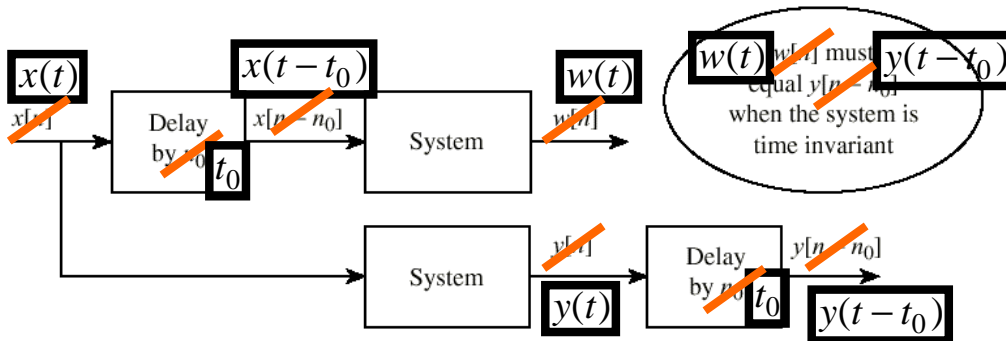 x(t)
x[n]
Delay
by n₀
t₀
x(t − t₀)
x[n − n₀]
System
w(t)
w[n]
w(t) w[n] must y(t − t₀)
equal y[n − n₀]
when the system is
time invariant
System
y[n]
y(t)
Delay
by n₀
t₀
y[n − n₀]
y(t − t₀)